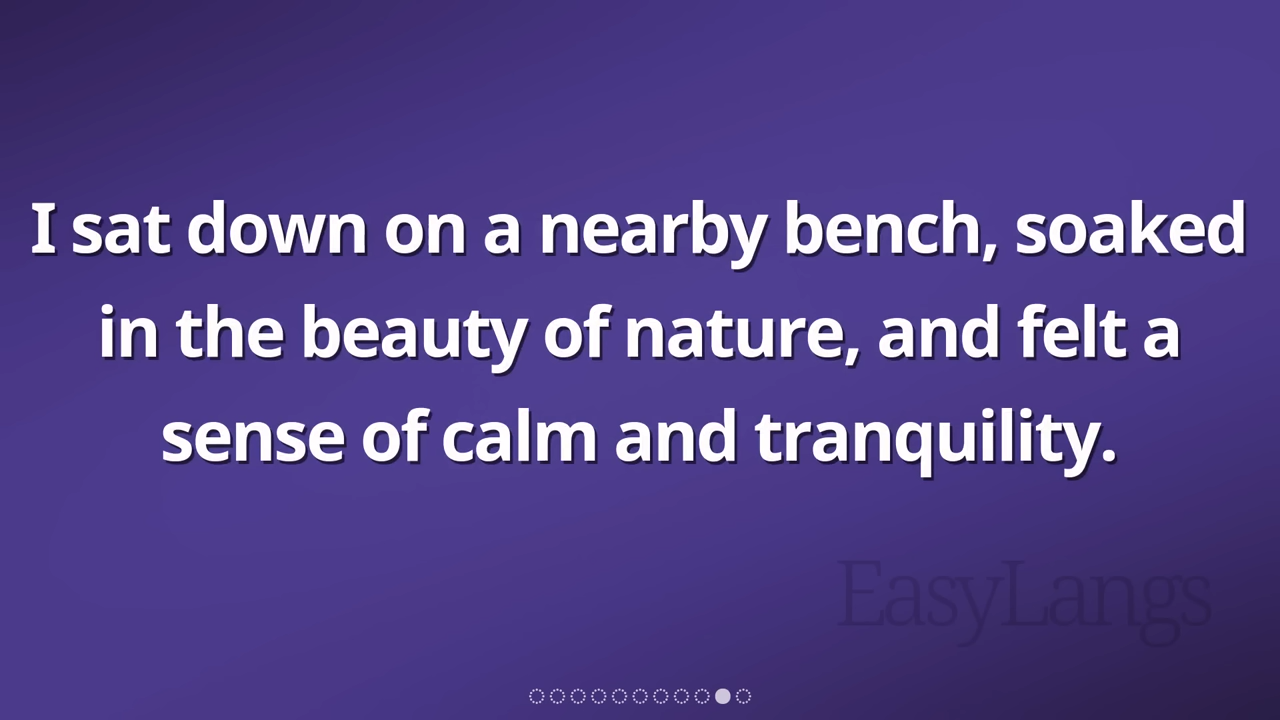 I sat down on a nearby bench, soaked
in the beauty of nature, and felt a
sense of calm and tranquility.
EasyLangs